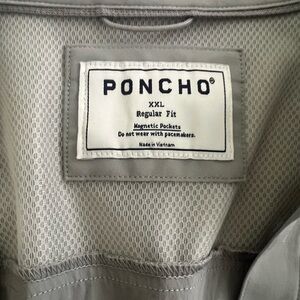 PONCHO®
XXL
Regular Fit
Magnetic Pockets
Do not wear with pacemakers.
Made in Vietnam